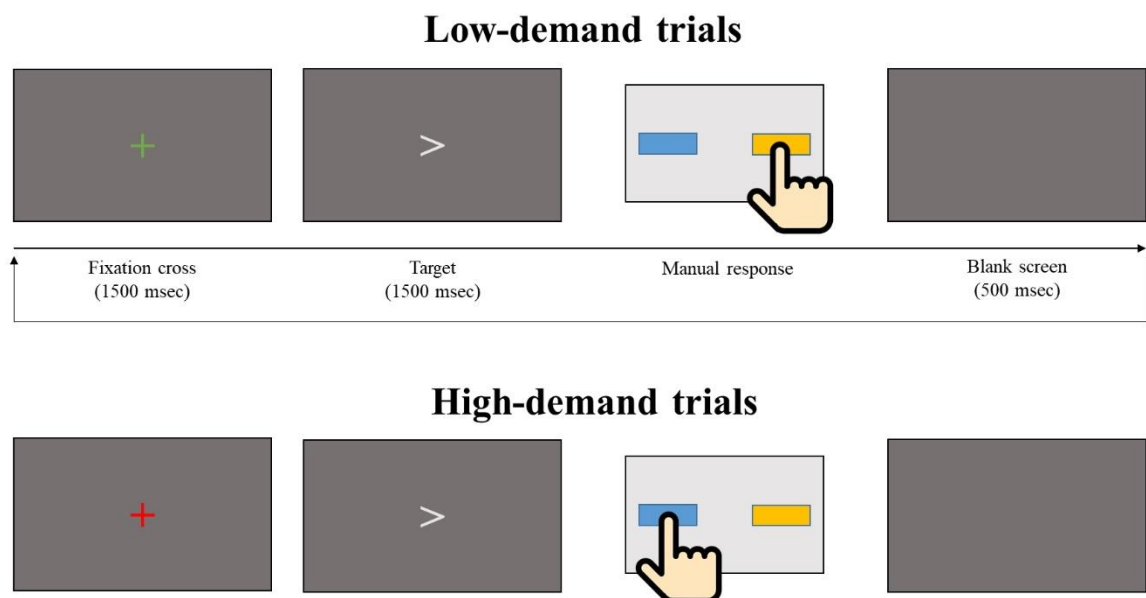 Low-demand trials
+
>
Fixation cross
(1500 msec)
Target
(1500 msec)
Manual response
Blank screen
(500 msec)
High-demand trials
+
>